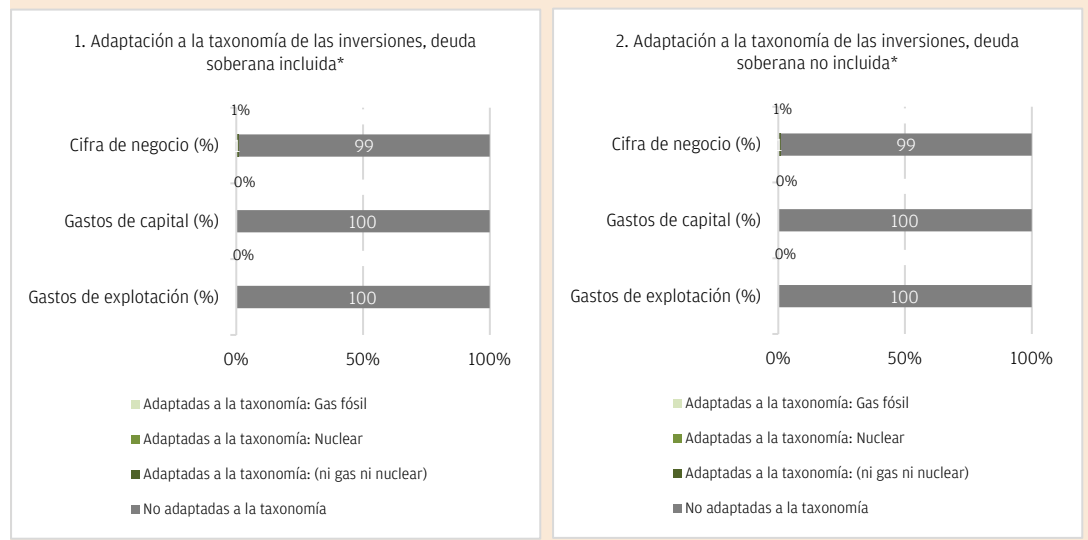 1. Adaptación a la taxonomía de las inversiones, deuda
soberana incluida*
1%
Cifra de negocio (%)
1 99
0%
Gastos de capital (%)
100
0%
Gastos de explotación (%)
100
0% 50% 100%
Adaptadas a la taxonomía: Gas fósil
Adaptadas a la taxonomía: Nuclear
Adaptadas a la taxonomía: (ni gas ni nuclear)
No adaptadas a la taxonomía
2. Adaptación a la taxonomía de las inversiones, deuda
soberana no incluida*
1%
Cifra de negocio (%)
1 99
0%
Gastos de capital (%)
100
0%
Gastos de explotación (%)
100
0% 50% 100%
Adaptadas a la taxonomía: Gas fósil
Adaptadas a la taxonomía: Nuclear
Adaptadas a la taxonomía: (ni gas ni nuclear)
No adaptadas a la taxonomía